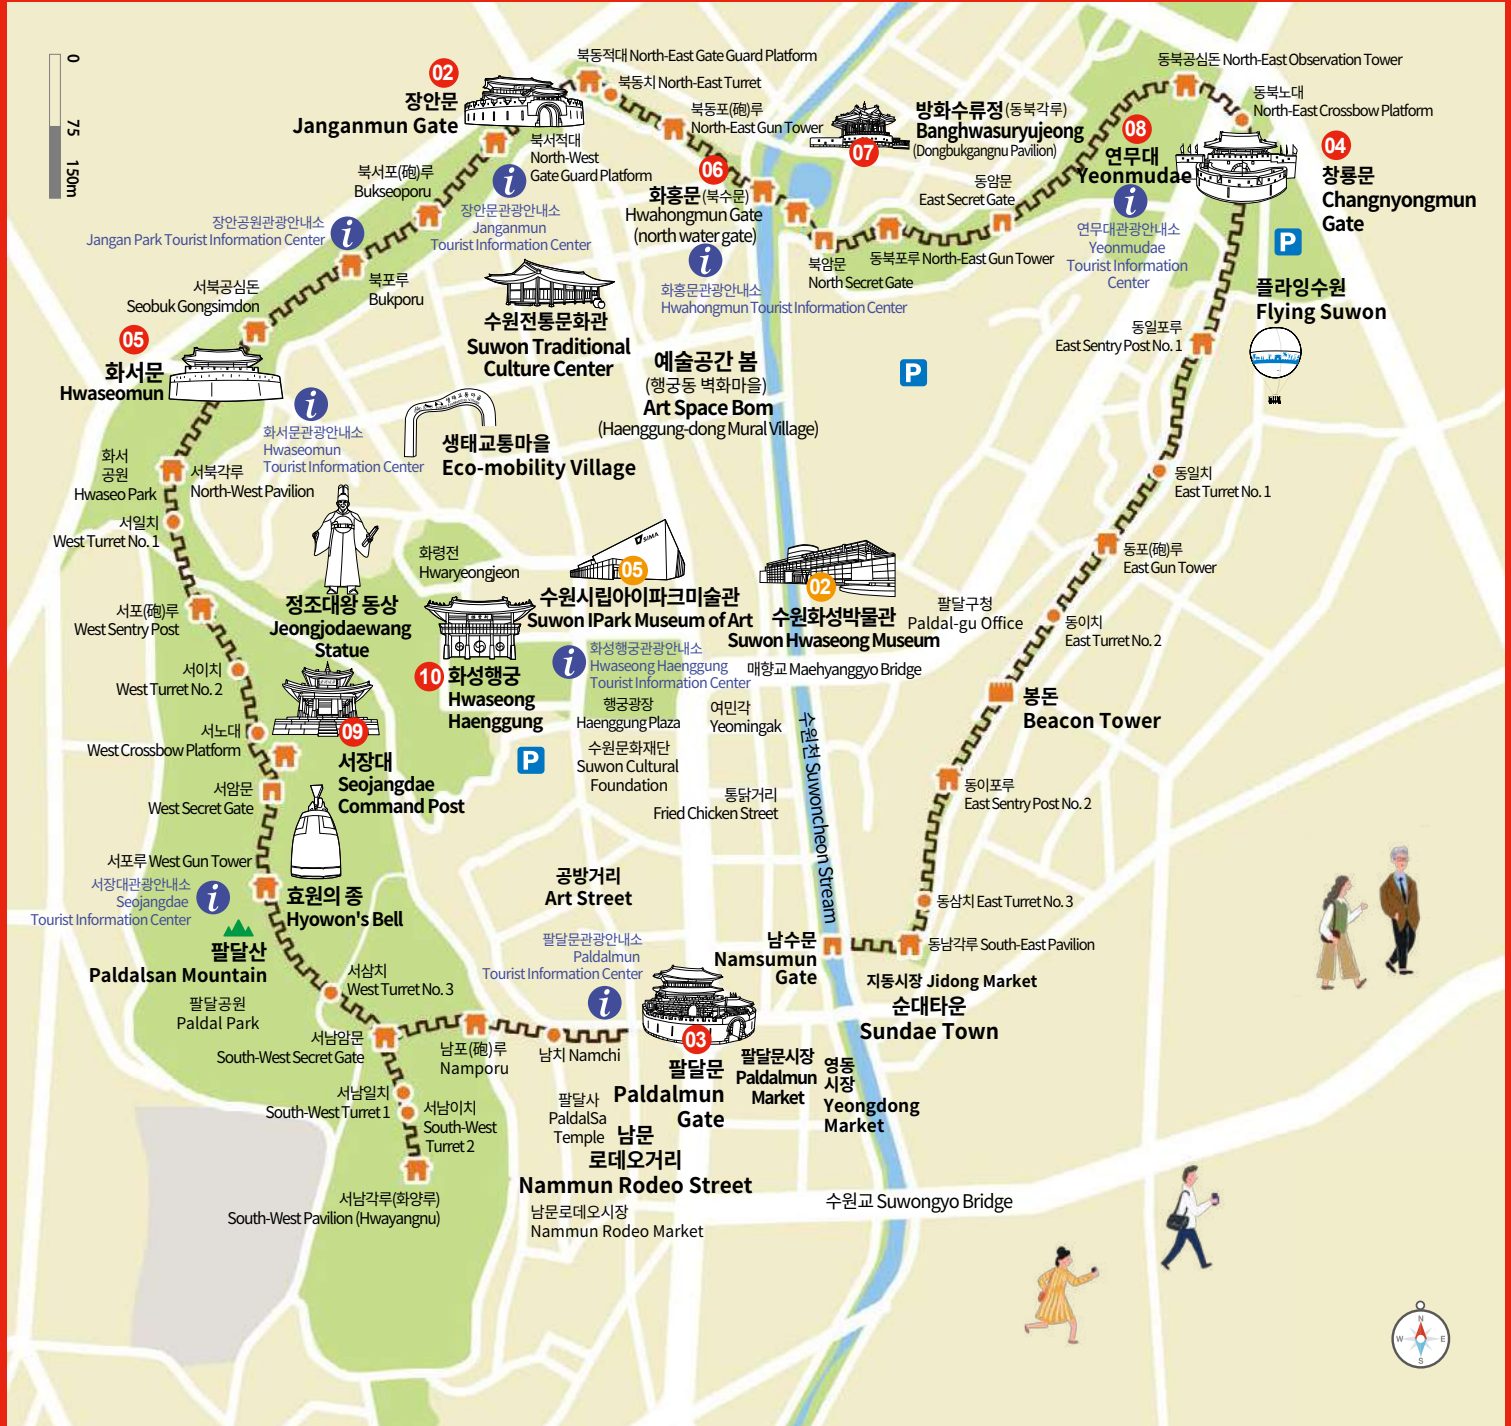 0
75
150m
북동적대 North-East Gate Guard Platform
북동치 North-East Turret
02
장안문
Janganmun Gate
북동포(砲)루
North-East Gun Tower
방화수류정(동북각루)
Banghwasuryujeong
(Dongbukgangnu Pavilion)
07
동북공심돈 North-East Observation Tower
동북노대
North-East Crossbow Platform
08
연무대
Yeonmudae
04
창룡문
Changnyongmun
Gate
북서적대
North-West
Gate Guard Platform
북서포(砲)루
Bukseoporu
06
화홍문(북수문)
Hwahongmun Gate
(north water gate)
동암문
East Secret Gate
장안공원관광안내소
Jangan Park Tourist Information Center
장안문관광안내소
Janganmun
Tourist Information Center
연무대관광안내소
Yeonmudae
Tourist Information
Center
P
북포루
Bukporu
북암문
North Secret Gate
동북포루 North-East Gun Tower
화홍문관광안내소
Hwahongmun Tourist Information Center
서북공심돈
Seobuk Gongsimdon
플라잉수원
Flying Suwon
수원전통문화관
Suwon Traditional
Culture Center
동일포루
East Sentry Post No. 1
05
화서문
Hwaseomun
예술공간 봄
(행궁동 벽화마을)
Art Space Bom
(Haenggung-dong Mural Village)
P
화서문관광안내소
Hwaseomun
Tourist Information Center
생태교통마을
생태교통마을
Eco-mobility Village
화서
공원
Hwaseo Park
서북각루
North-West Pavilion
동일치
East Turret No. 1
서일치
West Turret No. 1
화령전
Hwaryeongjeon
SIMA
05
수원시립아이파크미술관
Suwon IPark Museum of Art
02
수원화성박물관
Suwon Hwaseong Museum
동포(砲)루
East Gun Tower
팔달구청
Paldal-gu Office
정조대왕 동상
Jeongjodaewang
Statue
서포(砲)루
West Sentry Post
동이치
East Turret No. 2
10
화성행궁
Hwaseong
Haenggung
화성행궁관광안내소
Hwaseong Haenggung
Tourist Information Center
매향교 Maehyanggyo Bridge
서이치
West Turret No. 2
행궁광장
Haenggung Plaza
여민각
Yeomingak
봉돈
Beacon Tower
서노대
West Crossbow Platform
09
서장대
Seojangdae
Command Post
P
수원문화재단
Suwon Cultural
Foundation
수원천 Suwoncheon Stream
서암문
West Secret Gate
통닭거리
Fried Chicken Street
동이포루
East Sentry Post No. 2
서포루 West Gun Tower
서장대관광안내소
Seojangdae
Tourist Information Center
효원의 종
Hyowon's Bell
공방거리
Art Street
동삼치 East Turret No. 3
팔달산
Paldalsan Mountain
팔달문관광안내소
Paldalmun
Tourist Information Center
남수문
Namsumun
Gate
동남각루 South-East Pavilion
서삼치
West Turret No. 3
지동시장 Jidong Market
순대타운
Sundae Town
팔달공원
Paldal Park
서남암문
South-West Secret Gate
남포(砲)루
Namporu
남치 Namchi
03
팔달문
Paldalmun
Gate
팔달문시장
Paldalmun
Market
영동
시장
Yeongdong
Market
서남일치
South-West Turret 1
서남이치
South-West
Turret 2
팔달사
PaldalSa
Temple
남문
로데오거리
Nammun Rodeo Street
서남각루(화양루)
South-West Pavilion (Hwayangnu)
남문로데오시장
Nammun Rodeo Market
수원교 Suwongyo Bridge
N
W
E
S